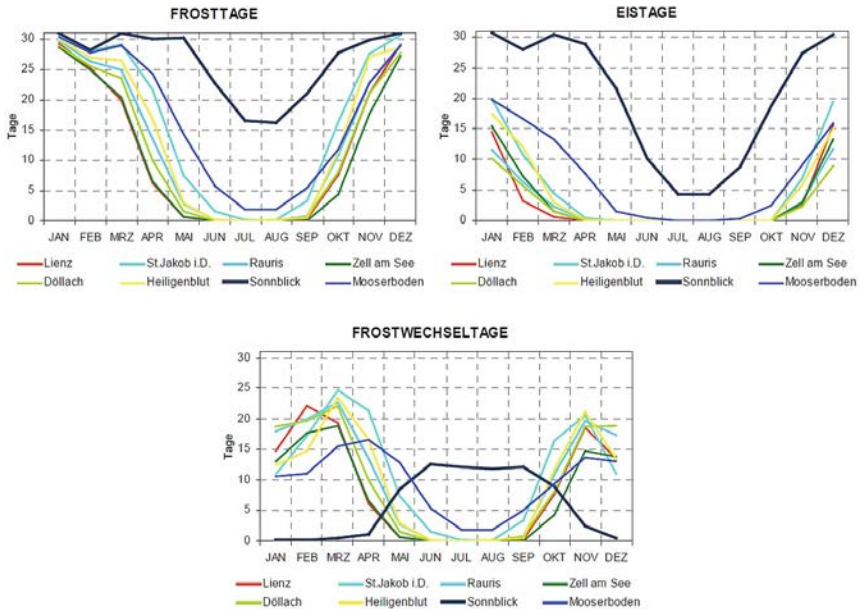 FROSTTAGE
30
25
20
15
10
5
0
Tage
JAN FEB MRZ APR MAI JUN JUL AUG SEP OKT NOV DEZ
Lienz St.Jakob i.D. Rauris Zell am See
Döllach Heiligenblut Sonnblick Mooserboden
EISTAGE
30
25
20
15
10
5
0
Tage
JAN FEB MRZ APR MAI JUN JUL AUG SEP OKT NOV DEZ
Lienz St.Jakob i.D. Rauris Zell am See
Döllach Heiligenblut Sonnblick Mooserboden
FROSTWECHSELTAGE
30
25
20
15
10
5
0
Tage
JAN FEB MRZ APR MAI JUN JUL AUG SEP OKT NOV DEZ
Lienz St.Jakob i.D. Rauris Zell am See
Döllach Heiligenblut Sonnblick Mooserboden